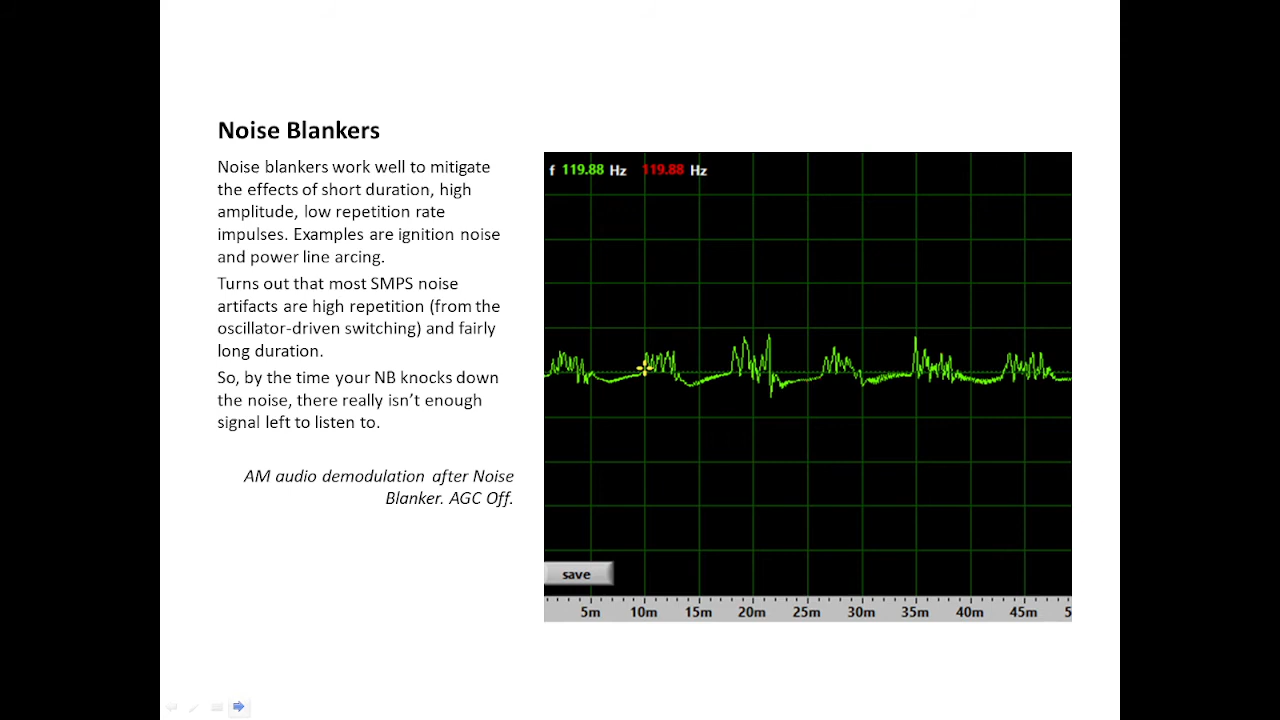 Noise Blankers
Noise blankers work well to mitigate
the effects of short duration, high
amplitude, low repetition rate
impulses. Examples are ignition noise
and power line arcing.
Turns out that most SMPS noise
artifacts are high repetition (from the
oscillator-driven switching) and fairly
long duration.
So, by the time your NB knocks down
the noise, there really isn’t enough
signal left to listen to.
AM audio demodulation after Noise
Blanker. AGC Off.
f 119.88 Hz 119.88 Hz
save
5m 10m 15m 20m 25m 30m 35m 40m 45m 5